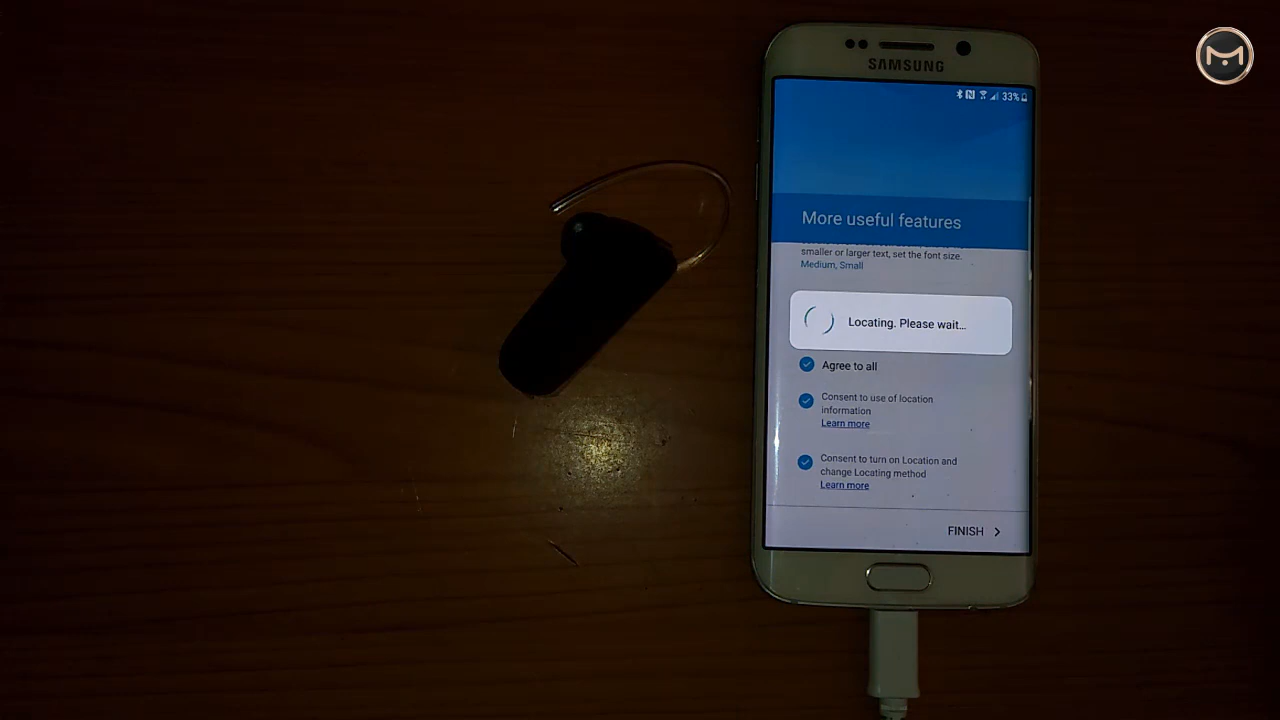 SAMSUNG
33%
More useful features
smaller or larger text, set the font size.
Medium, Small
Locating. Please wait...
Agree to all
Consent to use of location
information
Learn more
Consent to turn on Location and
change Locating method
Learn more
FINISH